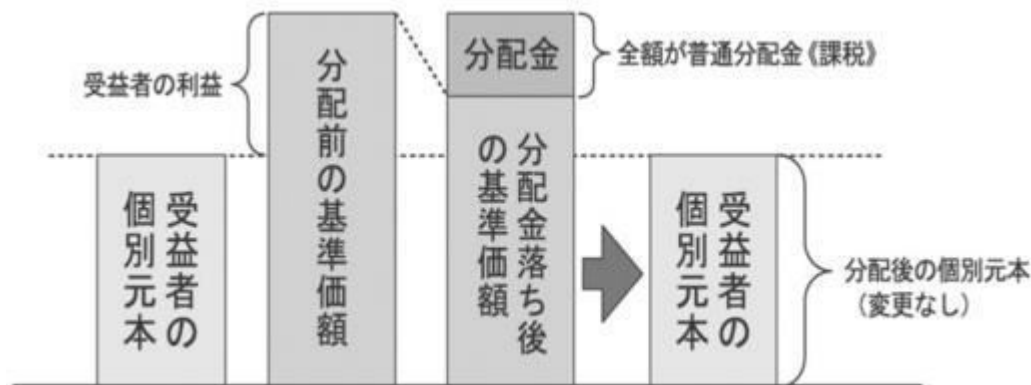 受益者の利益
受益者の
個別元本
分配前の基準価額
分配金
全額が普通分配金《課税》
分配金落ち後
の基準価額
受益者の
個別元本
分配後の個別元本
（変更なし）